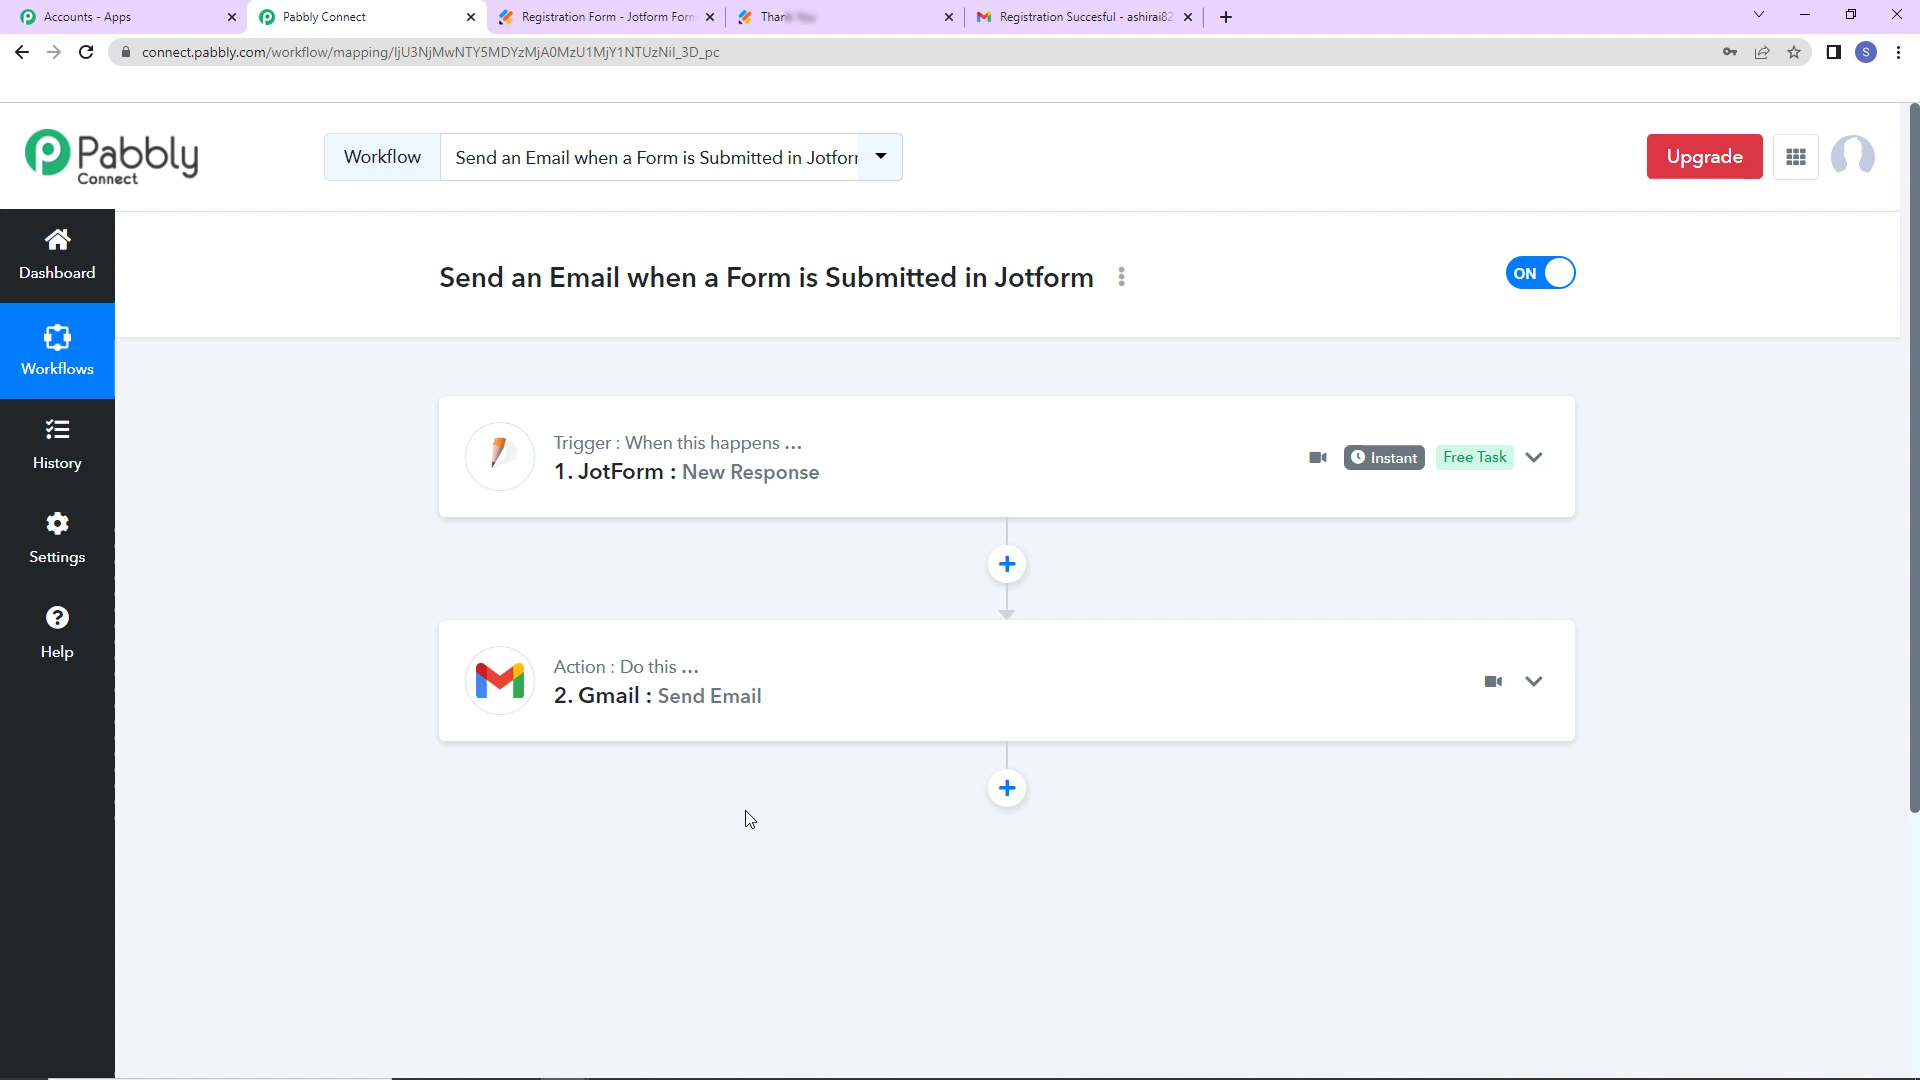 Accounts - Apps
Pabbly Connect
Registration Form - Jotform Form
Registration Succesful - ashirai82
connect.pabbly.com/workflow/mapping/
S
Pabbly
Connect
Workflow
Send an Email when a Form is Submitted in Jotform
Upgrade
Dashboard
Send an Email when a Form is Submitted in Jotform
ON
Workflows
History
Settings
Help
Trigger : When this happens ...
1. JotForm : New Response
Instant
Free Task
Action : Do this ...
2. Gmail : Send Email